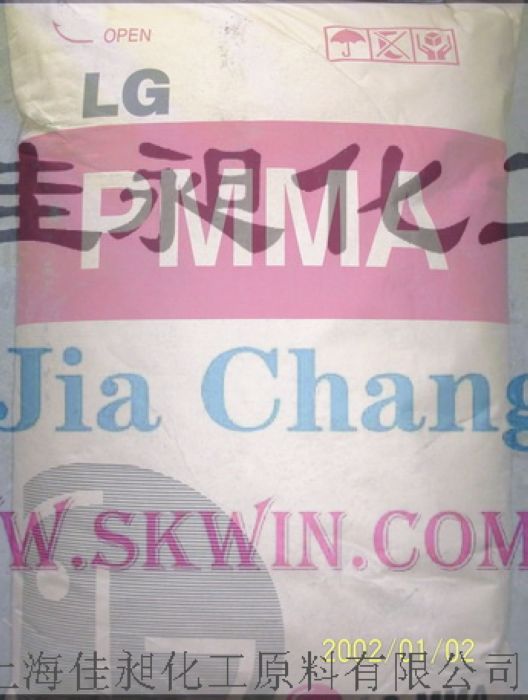 OPEN
LG
佳昶化工
PMMA
Jia Chang
W.SKWIN.COM
2002/01/02
上海佳昶化工原料有限公司